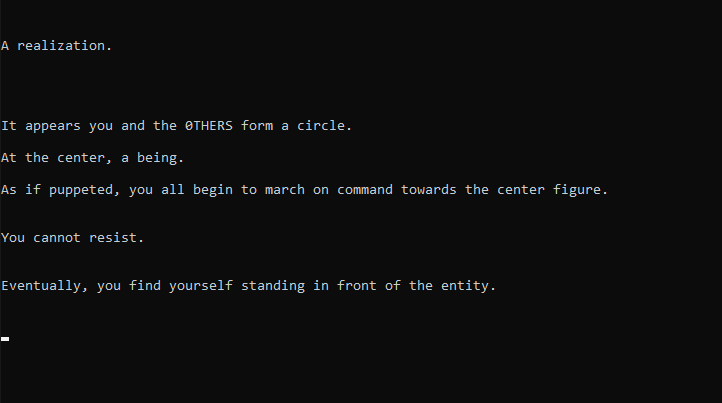 A realization.
It appears you and the 0THERS form a circle.
At the center, a being.
As if puppeted, you all begin to march on command towards the center figure.
You cannot resist.
Eventually, you find yourself standing in front of the entity.